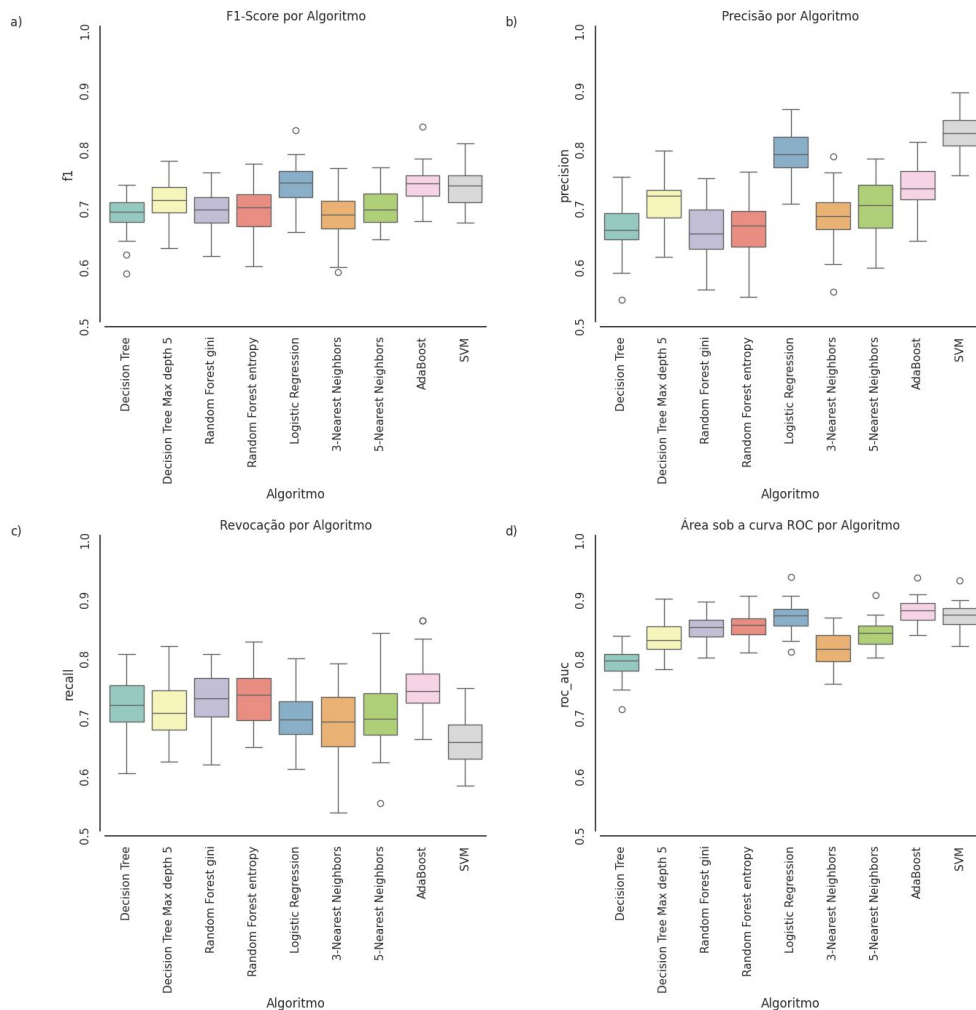 a)
F1-Score por Algoritmo
f1
1.0
0.9
0.8
0.7
0.6
0.5
Decision Tree
Decision Tree Max depth 5
Random Forest gini
Random Forest entropy
Logistic Regression
3-Nearest Neighbors
5-Nearest Neighbors
AdaBoost
SVM
Algoritmo
b)
Precisão por Algoritmo
precision
1.0
0.9
0.8
0.7
0.6
0.5
Decision Tree
Decision Tree Max depth 5
Random Forest gini
Random Forest entropy
Logistic Regression
3-Nearest Neighbors
5-Nearest Neighbors
AdaBoost
SVM
Algoritmo
c)
Revocação por Algoritmo
recall
1.0
0.9
0.8
0.7
0.6
0.5
Decision Tree
Decision Tree Max depth 5
Random Forest gini
Random Forest entropy
Logistic Regression
3-Nearest Neighbors
5-Nearest Neighbors
AdaBoost
SVM
Algoritmo
d)
Área sob a curva ROC por Algoritmo
roc_auc
1.0
0.9
0.8
0.7
0.6
0.5
Decision Tree
Decision Tree Max depth 5
Random Forest gini
Random Forest entropy
Logistic Regression
3-Nearest Neighbors
5-Nearest Neighbors
AdaBoost
SVM
Algoritmo